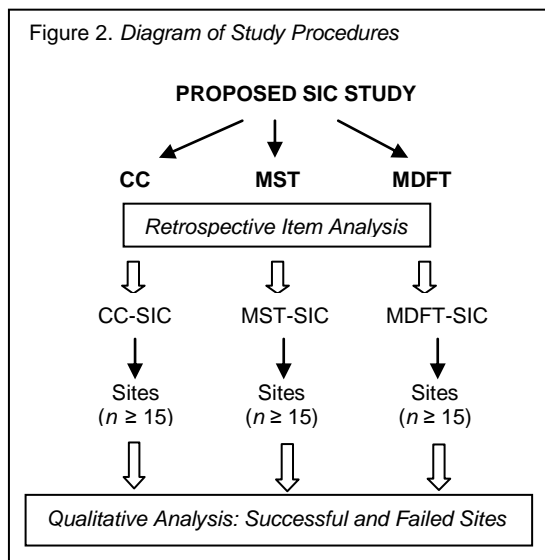 Figure 2. Diagram of Study Procedures
PROPOSED SIC STUDY
CC MST MDFT
Retrospective Item Analysis
CC-SIC MST-SIC MDFT-SIC
Sites Sites Sites
(n ≥ 15) (n ≥ 15) (n ≥ 15)
Qualitative Analysis: Successful and Failed Sites